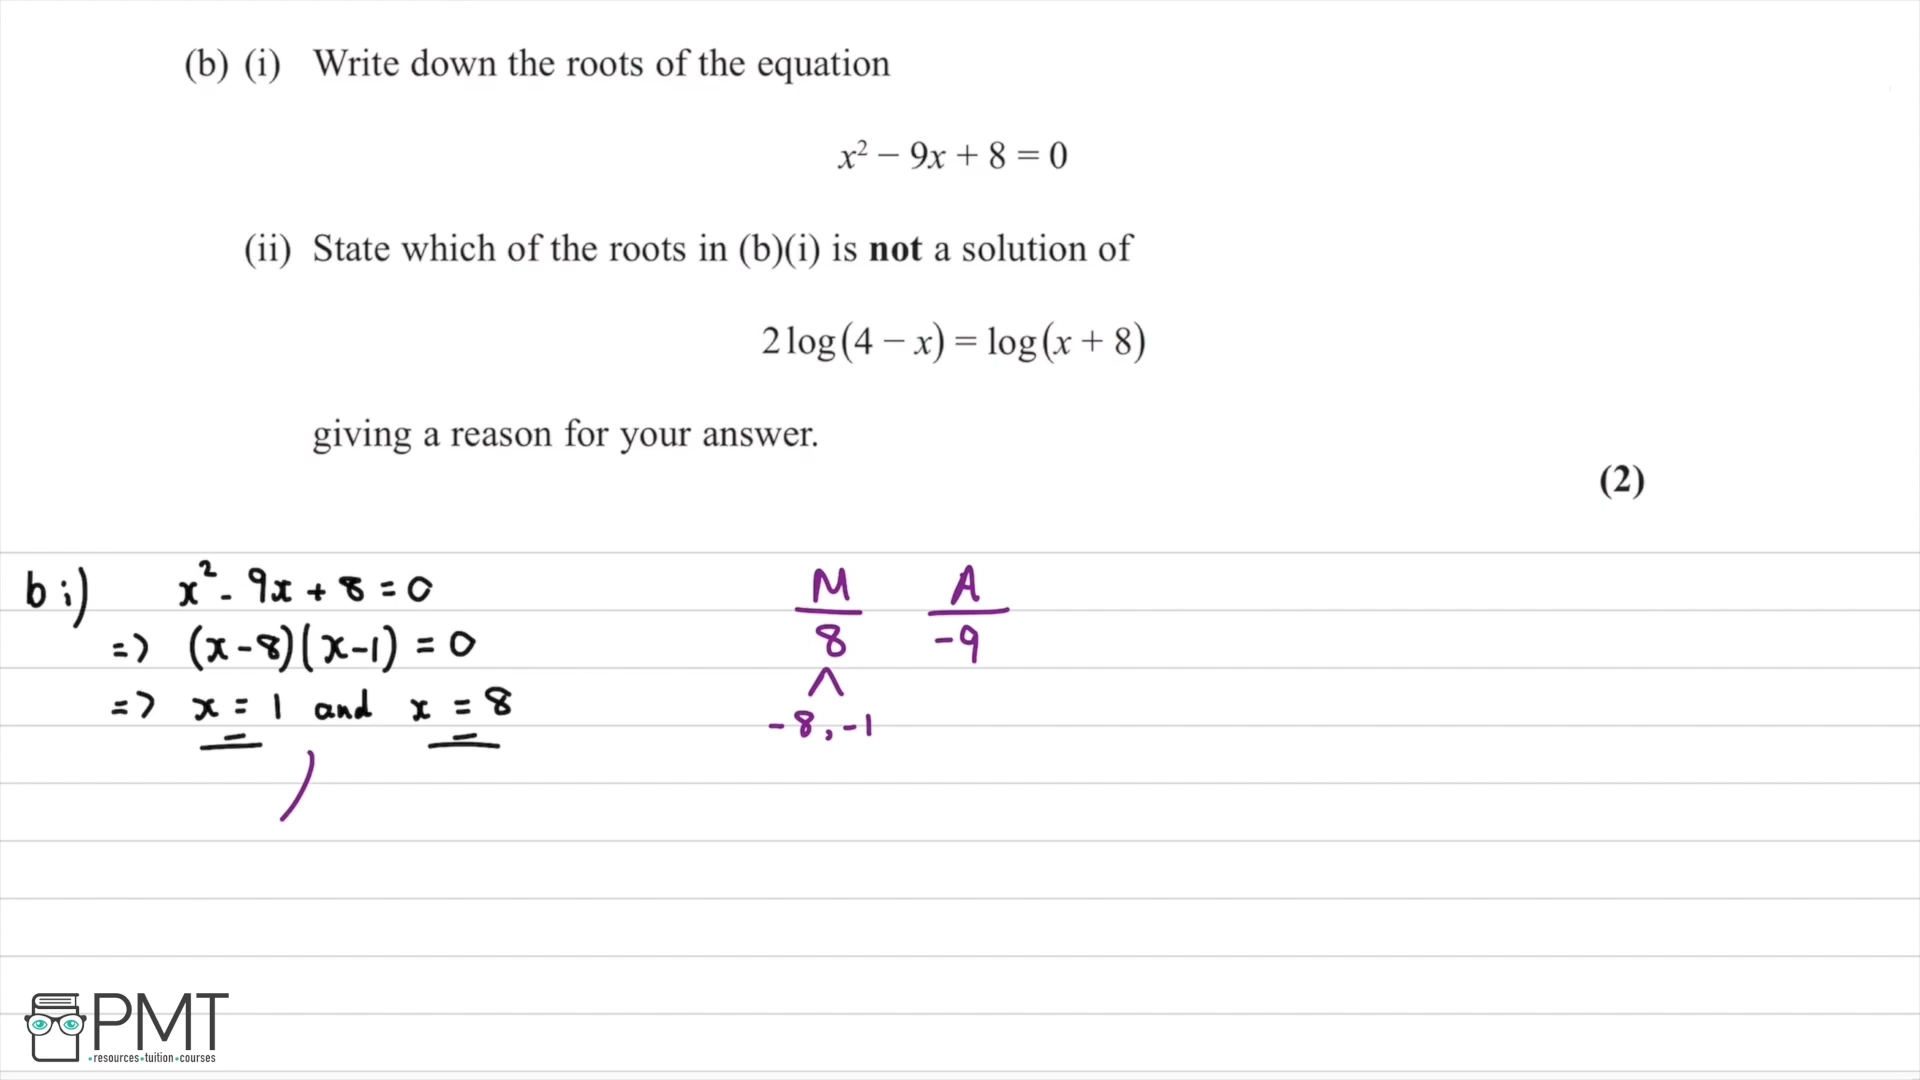 (b) (i) Write down the roots of the equation
x² − 9x + 8 = 0
(ii) State which of the roots in (b)(i) is not a solution of
2 log(4 − x) = log(x + 8)
giving a reason for your answer.
(2)
b i) x² - 9x + 8 = 0
=> (x - 8)(x - 1) = 0
=> x = 1 and x = 8
M A
8 -9
-8, -1
PMT
•resources•tuition•courses